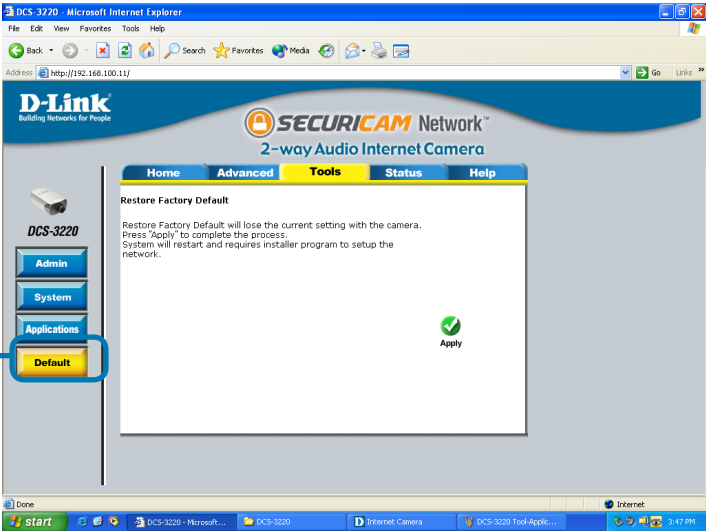 DCS-3220 - Microsoft Internet Explorer
File Edit View Favorites Tools Help
Back Search Favorites Media
Address http://192.168.100.11/ Go Links »
D-Link®
Building Networks for People
SECURICAM Network™
2-way Audio Internet Camera
Home Advanced Tools Status Help
DCS-3220
Admin
System
Applications
Default
Restore Factory Default
Restore Factory Default will lose the current setting with the camera.
Press "Apply" to complete the process.
System will restart and requires installer program to setup the
network.
Apply
Done Internet
start DCS-3220 - Microsoft... DCS-3220 D Internet Camera DCS-3220 Tool-Applic... 3:47 PM